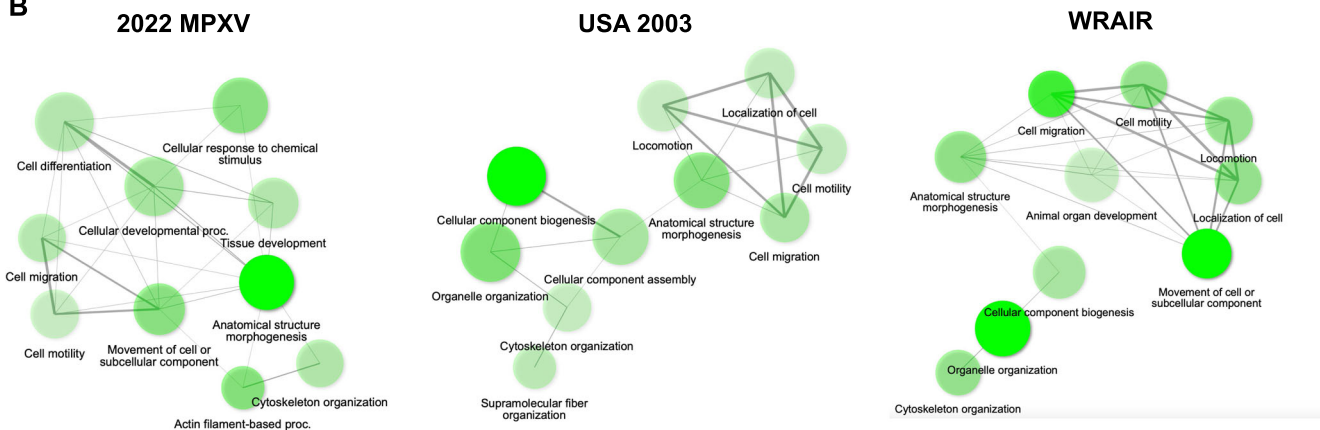 B
2022 MPXV
Cell differentiation
Cellular response to chemical
stimulus
Cellular developmental proc.
Tissue development
Cell migration
Cell motility
Movement of cell or
subcellular component
Anatomical structure
morphogenesis
Cytoskeleton organization
Actin filament-based proc.
USA 2003
Localization of cell
Locomotion
Cell motility
Cellular component biogenesis
Anatomical structure
morphogenesis
Cell migration
Cellular component assembly
Organelle organization
Cytoskeleton organization
Supramolecular fiber
organization
WRAIR
Cell migration
Cell motility
Locomotion
Anatomical structure
morphogenesis
Animal organ development
Localization of cell
Movement of cell or
subcellular component
Cellular component biogenesis
Organelle organization
Cytoskeleton organization